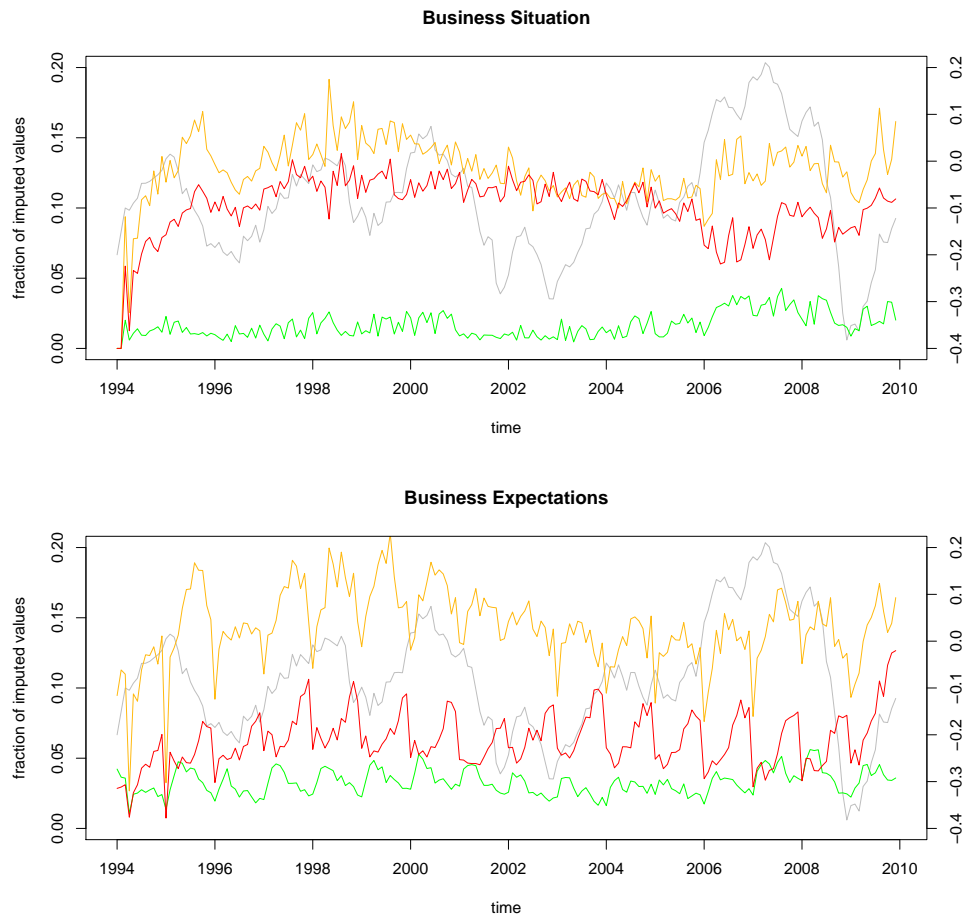 Business Situation
fraction of imputed values
0.00 0.05 0.10 0.15 0.20
−0.4 −0.3 −0.2 −0.1 0.0 0.1 0.2
1994 1996 1998 2000 2002 2004 2006 2008 2010
time
Business Expectations
fraction of imputed values
0.00 0.05 0.10 0.15 0.20
−0.4 −0.3 −0.2 −0.1 0.0 0.1 0.2
1994 1996 1998 2000 2002 2004 2006 2008 2010
time